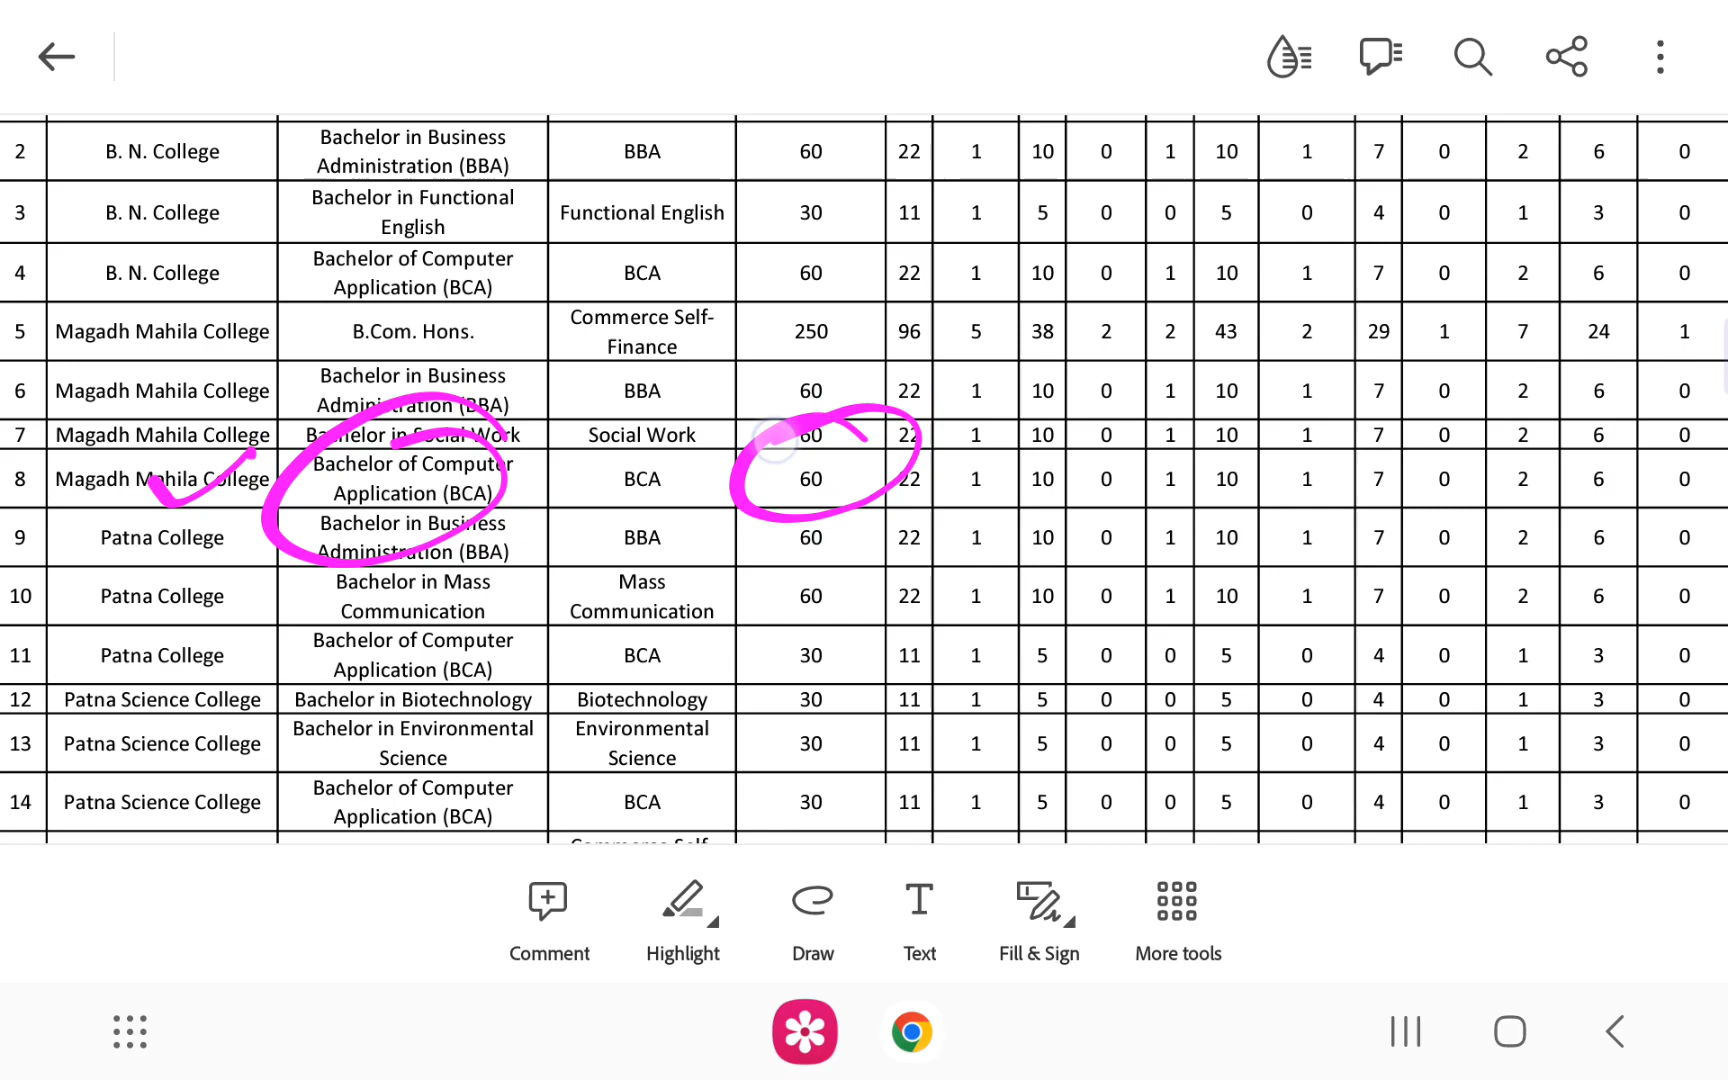 2 B. N. College Bachelor in Business Administration (BBA) BBA 60 22 1 10 0 1 10 1 7 0 2 6 0
3 B. N. College Bachelor in Functional English Functional English 30 11 1 5 0 0 5 0 4 0 1 3 0
4 B. N. College Bachelor of Computer Application (BCA) BCA 60 22 1 10 0 1 10 1 7 0 2 6 0
5 Magadh Mahila College B.Com. Hons. Commerce Self-Finance 250 96 5 38 2 2 43 2 29 1 7 24 1
6 Magadh Mahila College Bachelor in Business Administration (BBA) BBA 60 22 1 10 0 1 10 1 7 0 2 6 0
7 Magadh Mahila College Bachelor in Social Work Social Work 60 22 1 10 0 1 10 1 7 0 2 6 0
8 Magadh Mahila College Bachelor of Computer Application (BCA) BCA 60 22 1 10 0 1 10 1 7 0 2 6 0
9 Patna College Bachelor in Business Administration (BBA) BBA 60 22 1 10 0 1 10 1 7 0 2 6 0
10 Patna College Bachelor in Mass Communication Mass Communication 60 22 1 10 0 1 10 1 7 0 2 6 0
11 Patna College Bachelor of Computer Application (BCA) BCA 30 11 1 5 0 0 5 0 4 0 1 3 0
12 Patna Science College Bachelor in Biotechnology Biotechnology 30 11 1 5 0 0 5 0 4 0 1 3 0
13 Patna Science College Bachelor in Environmental Science Environmental Science 30 11 1 5 0 0 5 0 4 0 1 3 0
14 Patna Science College Bachelor of Computer Application (BCA) BCA 30 11 1 5 0 0 5 0 4 0 1 3 0
Comment Highlight Draw Text Fill & Sign More tools